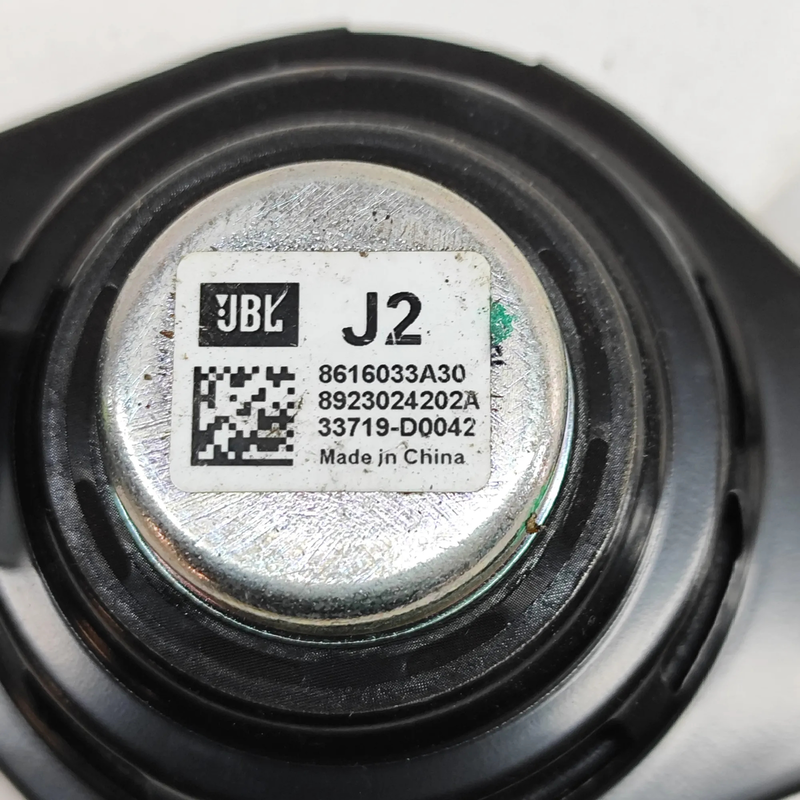 JBL J2
8616033A30
8923024202A
33719-D0042
Made in China